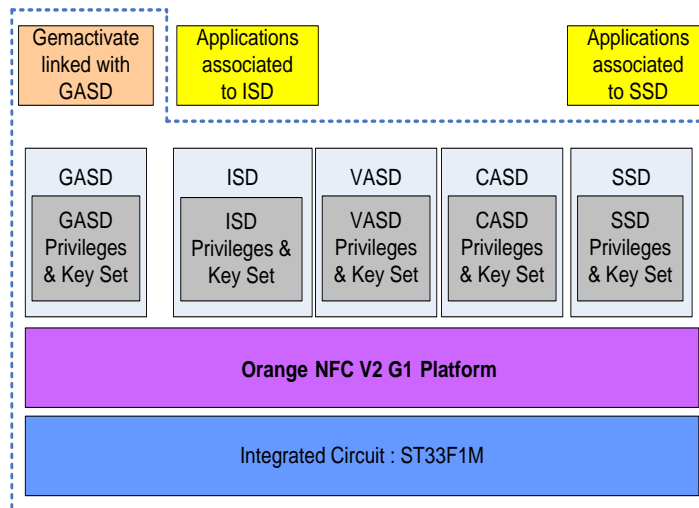 Gemactivate
linked with
GASD
Applications
associated
to ISD
Applications
associated
to SSD
GASD
GASD
Privileges
& Key Set
ISD
ISD
Privileges &
Key Set
VASD
VASD
Privileges
& Key Set
CASD
CASD
Privileges
& Key Set
SSD
SSD
Privileges
& Key Set
Orange NFC V2 G1 Platform
Integrated Circuit : ST33F1M